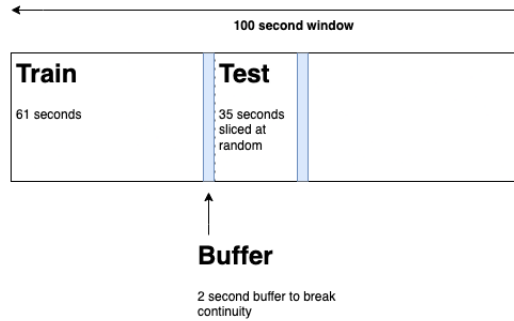 100 second window
Train
Test
61 seconds
35 seconds
sliced at
random
Buffer
2 second buffer to break
continuity